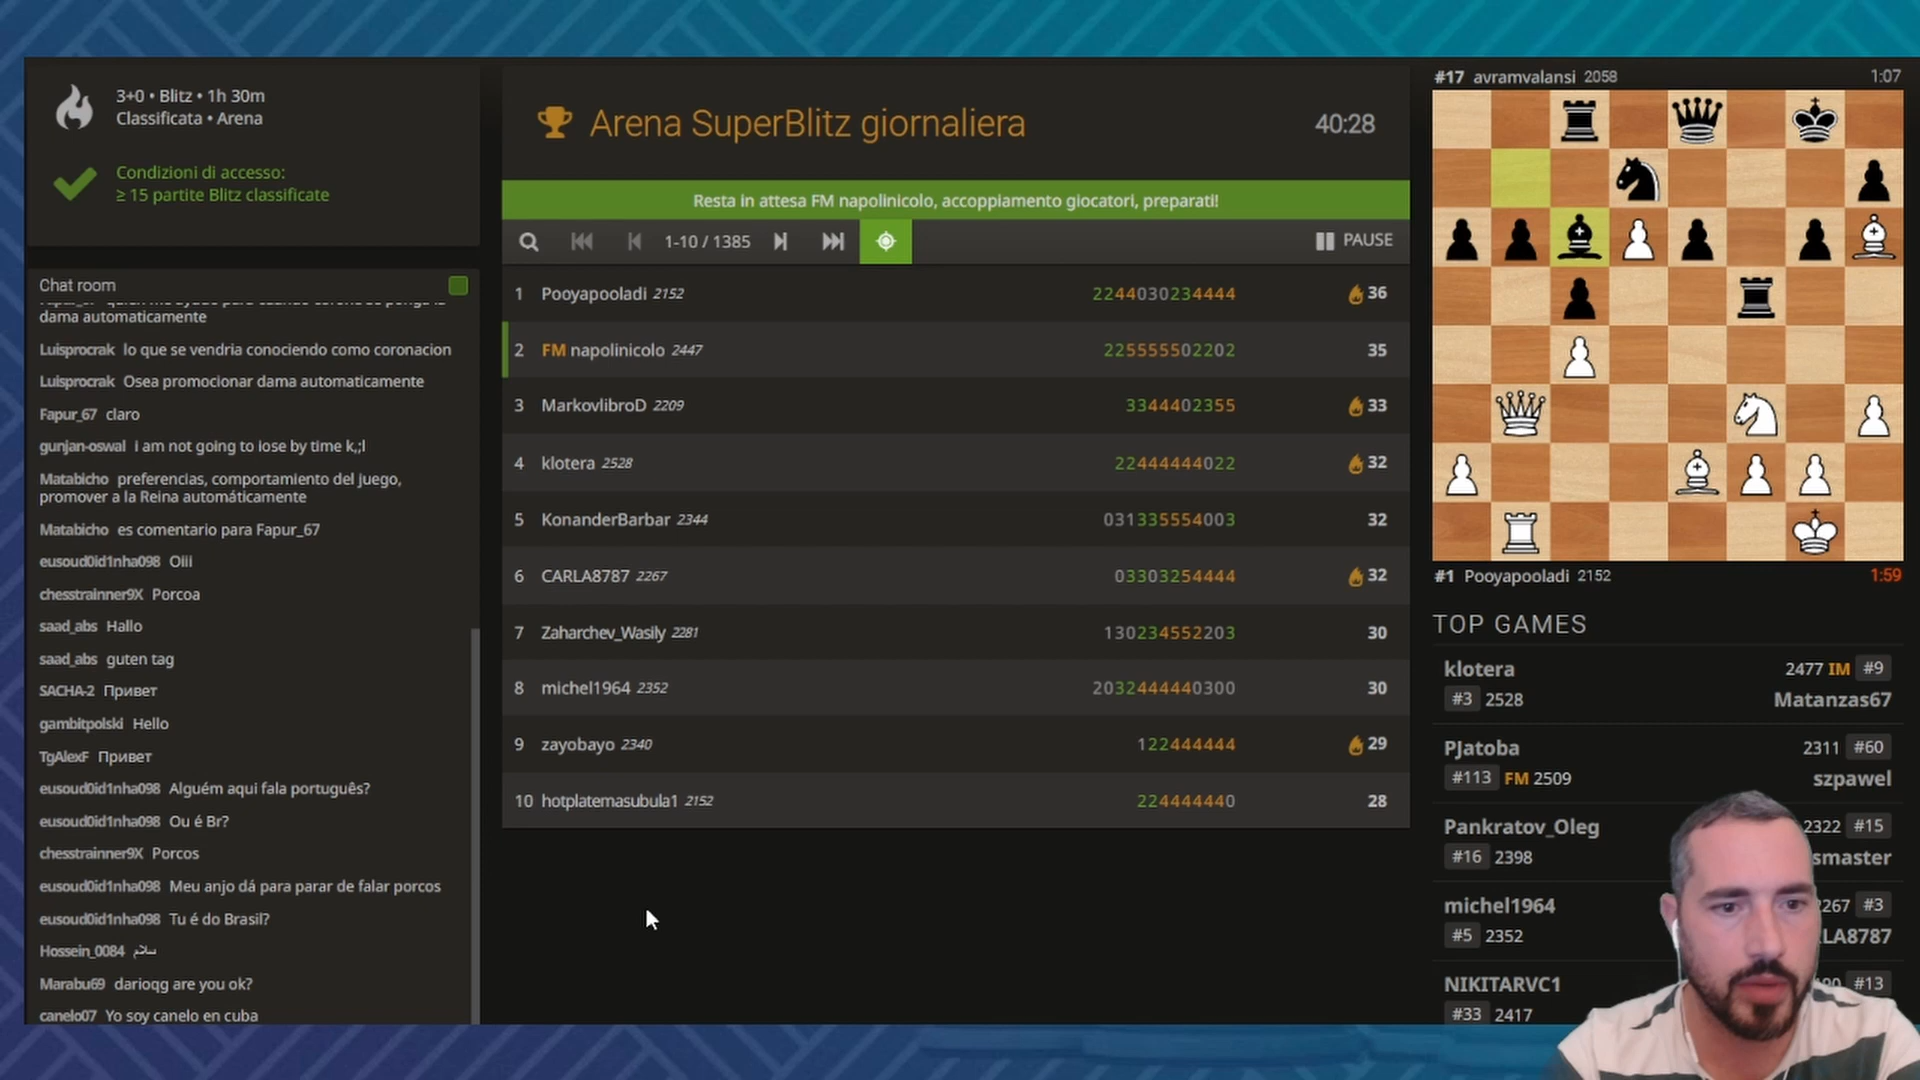 3+0 • Blitz • 1h 30m
Classificata • Arena
Condizioni di accesso:
≥ 15 partite Blitz classificate
Chat room
dama automaticamente
Luisprocrak lo que se vendria conociendo como coronacion
Luisprocrak Osea promocionar dama automaticamente
Fapur_67 claro
gunjan-oswal i am not going to lose by time k,;l
Matabicho preferencias, comportamiento del juego,
promover a la Reina automáticamente
Matabicho es comentario para Fapur_67
eusoud0id1nha098 Oiii
chesstrainner9X Porcoa
saad_abs Hallo
saad_abs guten tag
SACHA-2 Привет
gambitpolski Hello
TgAlexF Привет
eusoud0id1nha098 Alguém aqui fala português?
eusoud0id1nha098 Ou é Br?
chesstrainner9X Porcos
eusoud0id1nha098 Meu anjo dá para parar de falar porcos
eusoud0id1nha098 Tu é do Brasil?
Hossein_0084 سلام
Marabu69 darioqg are you ok?
canelo07 Yo soy canelo en cuba
Arena SuperBlitz giornaliera 40:28
Resta in attesa FM napolinicolo, accoppiamento giocatori, preparati!
1-10 / 1385 PAUSE
1 Pooyapooladi 2152 2244030234444 36
2 FM napolinicolo 2447 225555502202 35
3 MarkovlibroD 2209 3344402355 33
4 klotera 2528 22444444022 32
5 KonanderBarbar 2344 031335554003 32
6 CARLA8787 2267 03303254444 32
7 Zaharchev_Wasily 2281 130234552203 30
8 michel1964 2352 2032444440300 30
9 zayobayo 2340 122444444 29
10 hotplatemasubula1 2152 224444440 28
#17 avramvalansi 2058 1:07
#1 Pooyapooladi 2152 1:59
TOP GAMES
klotera 2477 IM #9
#3 2528 Matanzas67
PJatoba 2311 #60
#113 FM 2509 szpawel
Pankratov_Oleg 2322 #15
#16 2398 smaster
michel1964 2267 #3
#5 2352 LA8787
NIKITARVC1 #13
#33 2417